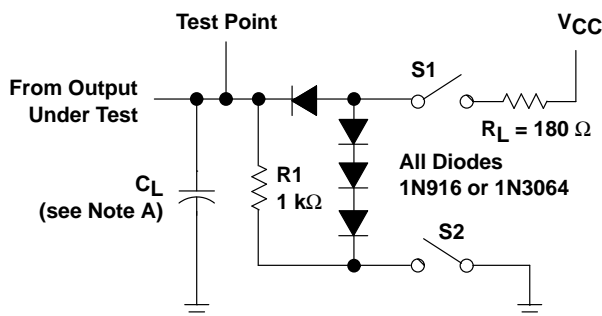 Test Point
VCC
S1
From Output
Under Test
RL = 180 Ω
R1
1 kΩ
All Diodes
1N916 or 1N3064
CL
(see Note A)
S2